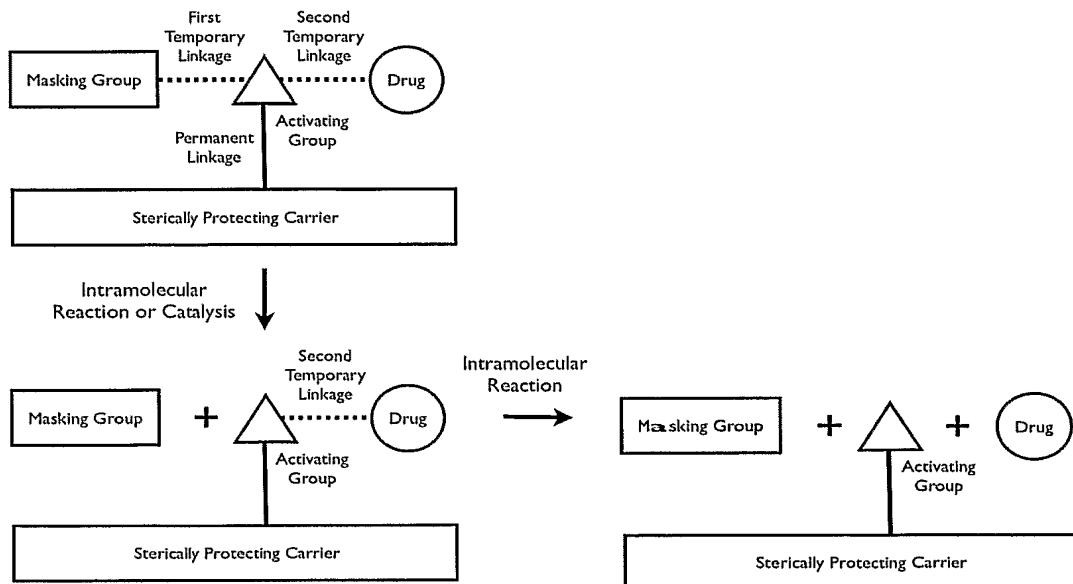 First
Temporary
Linkage
Second
Temporary
Linkage
Masking Group
Drug
Permanent
Linkage
Activating
Group
Sterically Protecting Carrier
Intramolecular
Reaction or Catalysis
Second
Temporary
Linkage
Masking Group
+
Drug
Activating
Group
Sterically Protecting Carrier
Intramolecular
Reaction
Masking Group
+
+
Drug
Activating
Group
Sterically Protecting Carrier